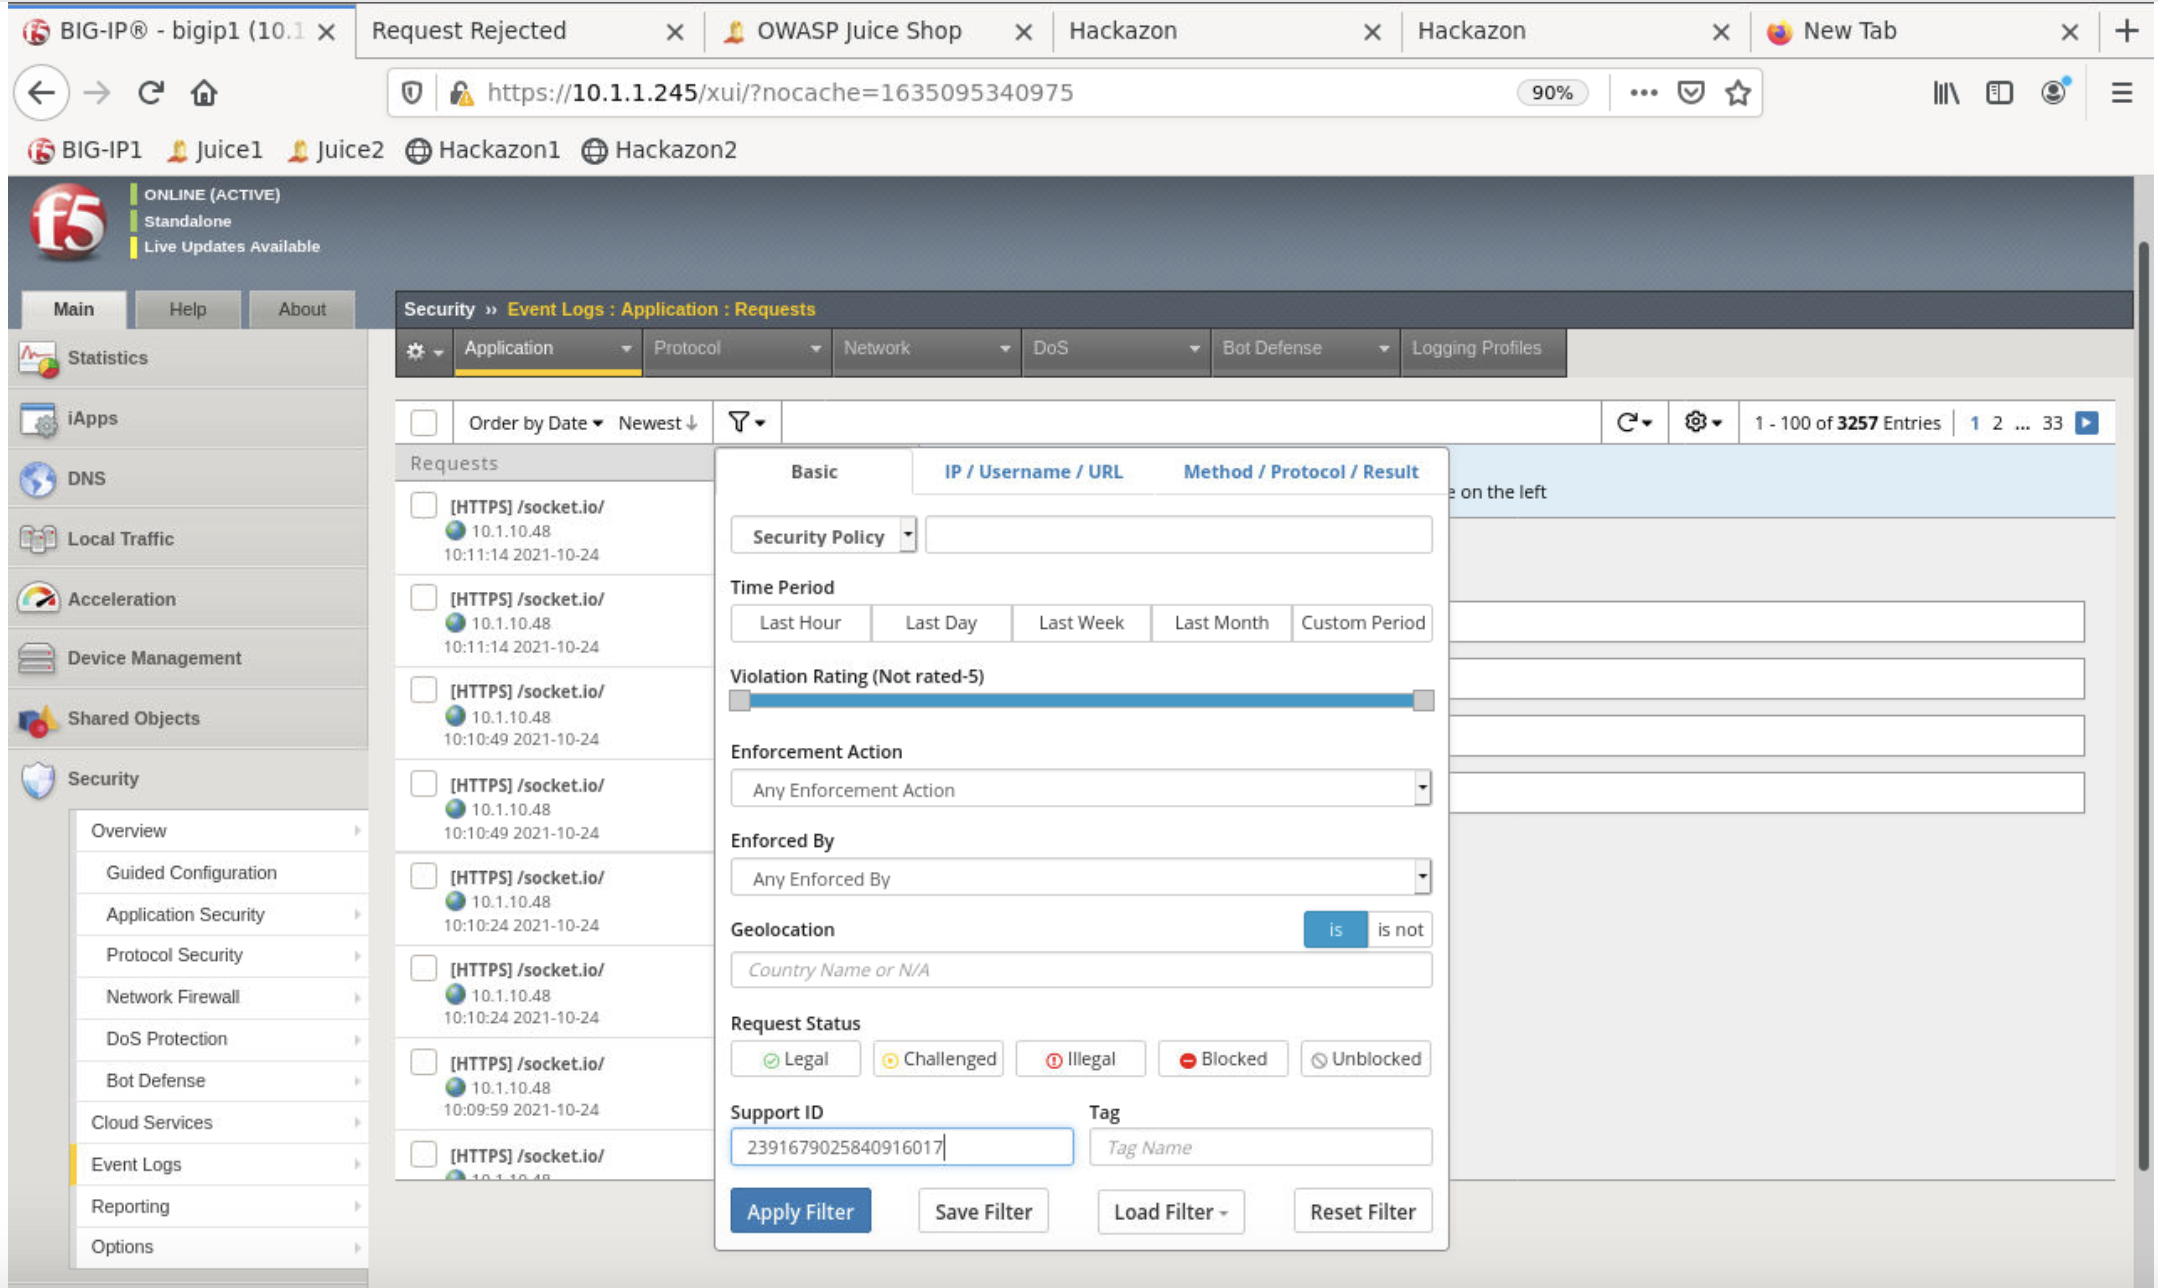 BIG-IP® - bigip1 (10.1
Request Rejected
OWASP Juice Shop
Hackazon
Hackazon
New Tab
https://10.1.1.245/xui/?nocache=1635095340975
90%
BIG-IP1
Juice1
Juice2
Hackazon1
Hackazon2
f5
ONLINE (ACTIVE)
Standalone
Live Updates Available
Main
Help
About
Security ›› Event Logs : Application : Requests
Application
Protocol
Network
DoS
Bot Defense
Logging Profiles
Statistics
iApps
DNS
Local Traffic
Acceleration
Device Management
Shared Objects
Security
Overview
Guided Configuration
Application Security
Protocol Security
Network Firewall
DoS Protection
Bot Defense
Cloud Services
Event Logs
Reporting
Options
Order by Date
Newest
1 - 100 of 3257 Entries
1 2 ... 33
Requests
[HTTPS] /socket.io/
10.1.10.48
10:11:14 2021-10-24
[HTTPS] /socket.io/
10.1.10.48
10:11:14 2021-10-24
[HTTPS] /socket.io/
10.1.10.48
10:10:49 2021-10-24
[HTTPS] /socket.io/
10.1.10.48
10:10:49 2021-10-24
[HTTPS] /socket.io/
10.1.10.48
10:10:24 2021-10-24
[HTTPS] /socket.io/
10.1.10.48
10:10:24 2021-10-24
[HTTPS] /socket.io/
10.1.10.48
10:09:59 2021-10-24
[HTTPS] /socket.io/
10.1.10.48
Basic
IP / Username / URL
Method / Protocol / Result
on the left
Security Policy
Time Period
Last Hour
Last Day
Last Week
Last Month
Custom Period
Violation Rating (Not rated-5)
Enforcement Action
Any Enforcement Action
Enforced By
Any Enforced By
Geolocation
is
is not
Country Name or N/A
Request Status
Legal
Challenged
Illegal
Blocked
Unblocked
Support ID
Tag
2391679025840916017
Tag Name
Apply Filter
Save Filter
Load Filter
Reset Filter